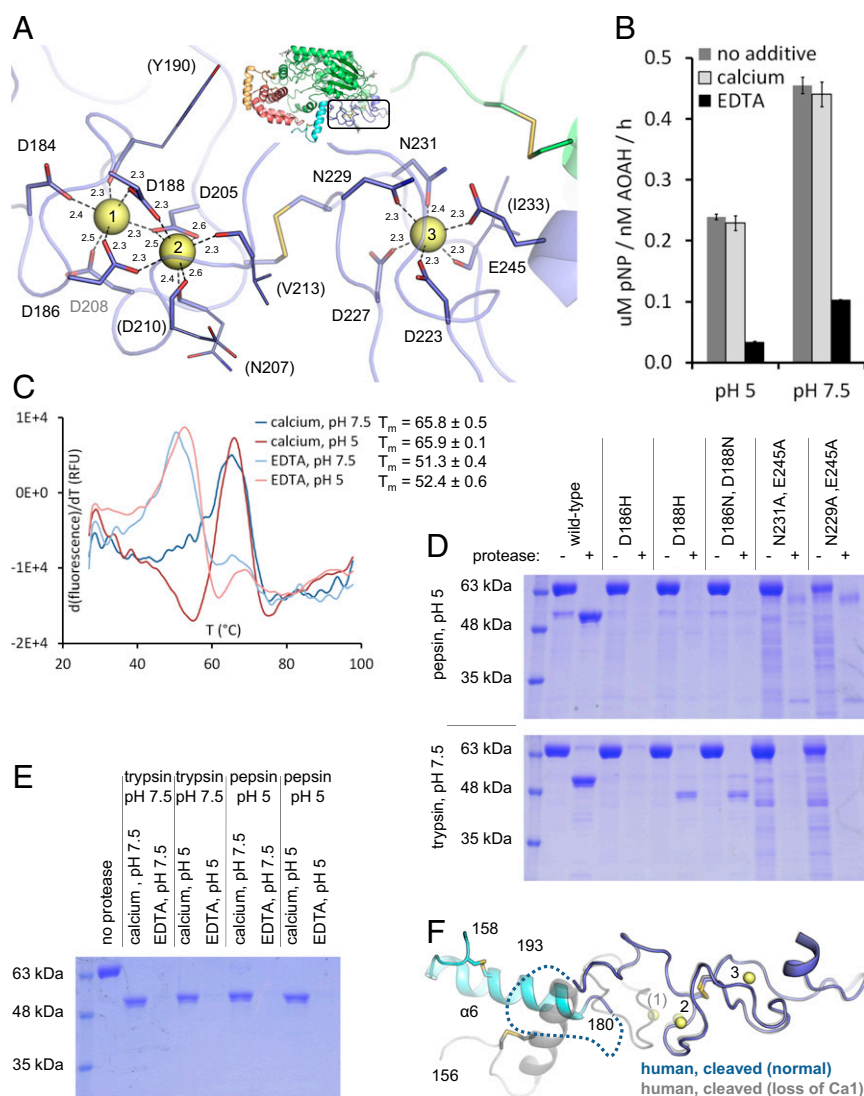 A
(Y190)
D184
D188
D205
N229
N231
(I233)
2.3
2.3
2.3
2.4
2.3
2.6
2.5
2.3
2.5
2.3
2.3
2.3
2.4
2.6
1
2
3
2.3
2.4
2.3
2.3
2.3
2.3
D186
D208
(D210)
(V213)
(N207)
D227
D223
E245
B
no additive
calcium
EDTA
uM pNP / nM AOAH / h
0.5
0.4
0.3
0.2
0.1
0.0
pH 5
pH 7.5
C
d(fluorescence)/dT (RFU)
1E+4
0E+0
-1E+4
-2E+4
20
40
60
80
100
T (°C)
calcium, pH 7.5 Tm = 65.8 ± 0.5
calcium, pH 5 Tm = 65.9 ± 0.1
EDTA, pH 7.5 Tm = 51.3 ± 0.4
EDTA, pH 5 Tm = 52.4 ± 0.6
D
wild-type
D186H
D188H
D186N, D188N
N231A, E245A
N229A ,E245A
protease: - + - + - + - + - + - +
pepsin, pH 5
63 kDa
48 kDa
35 kDa
trypsin, pH 7.5
63 kDa
48 kDa
35 kDa
E
trypsin pH 7.5
trypsin pH 5
pepsin pH 7.5
pepsin pH 5
no protease
calcium , pH 7.5
EDTA, pH 7.5
calcium, pH 5
EDTA, pH 5
calcium, pH 7.5
EDTA, pH 7.5
calcium, pH 5
EDTA, pH 5
63 kDa
48 kDa
35 kDa
F
158
193
α6
180
(1)
2
3
156
human, cleaved (normal)
human, cleaved (loss of Ca1)